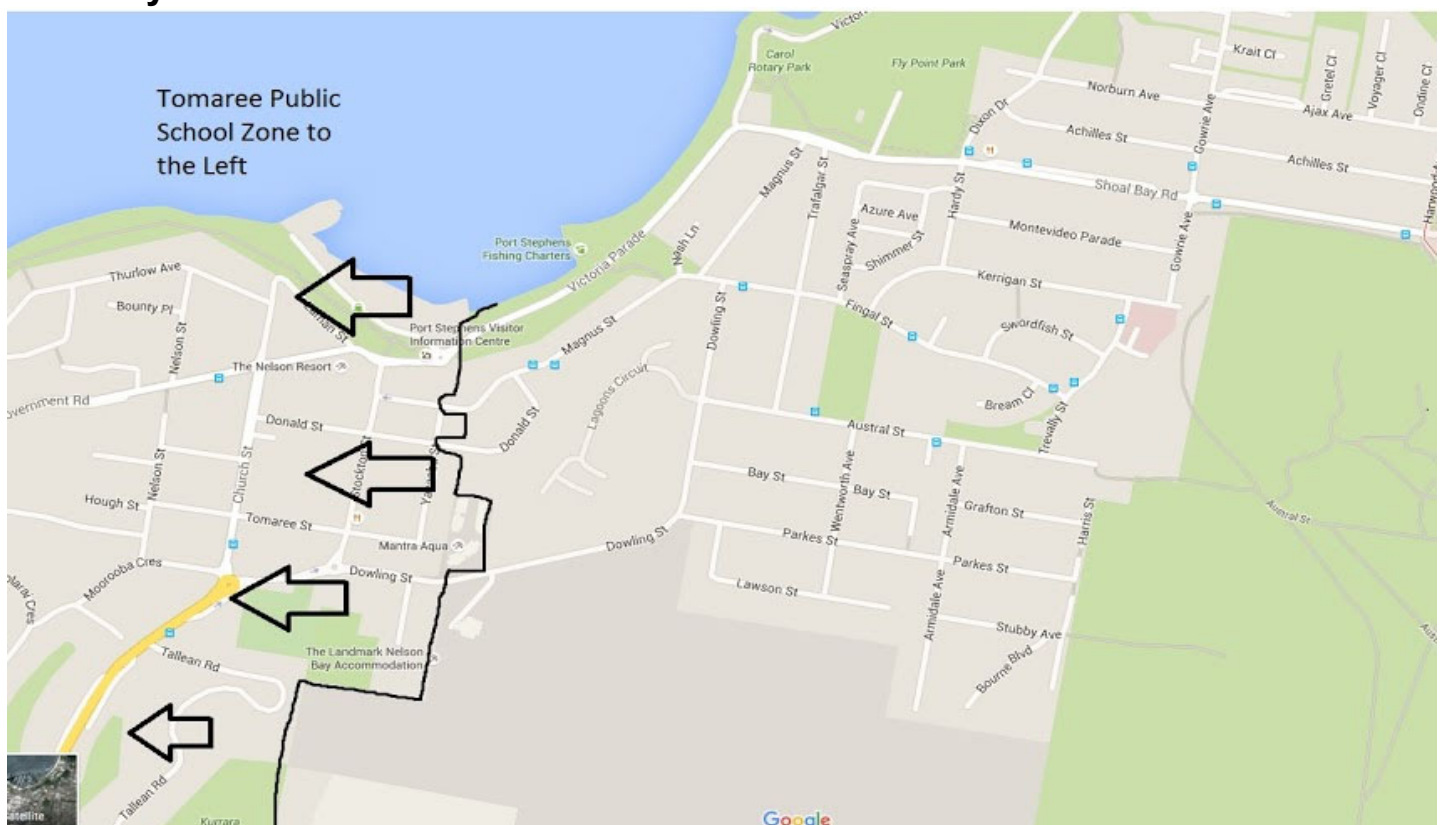 Tomaree Public
School Zone to
the Left
Carol
Rotary Park
Fly Point Park
Krait Cl
Gretel Cl
Voyager Cl
Ondine Cl
Norburn Ave
Ajax Ave
Dixon Dr
Achilles St
Gowrie Ave
Achilles St
Magnus St
Trafalgar St
Hardy St
Shoal Bay Rd
Azure Ave
Seaspray Ave
Shimmer St
Montevideo Parade
Gowrie Ave
Port Stephens
Fishing Charters
Victoria Parade
Nash Ln
Thurlow Ave
Bounty Pl
Kerrigan St
Fingal St
Swordfish St
Dowling St
Port Stephens Visitor
Information Centre
Magnus St
Nelson St
The Nelson Resort
Lagoons Circuit
Bream Cl
Trevally St
Donald St
Donald St
Austral St
Stockton St
Church St
Nelson St
Bay St
Bay St
Wentworth Ave
Armidale Ave
Grafton St
Harris St
Austral St
Hough St
Tomaree St
Mantra Aqua
Dowling St
Parkes St
Parkes St
Moorooba Cres
Dowling St
Lawson St
Armidale Ave
Stubby Ave
Bourne Blvd
The Landmark Nelson
Bay Accommodation
Tallean Rd
Tallean Rd
Kurrara
Google